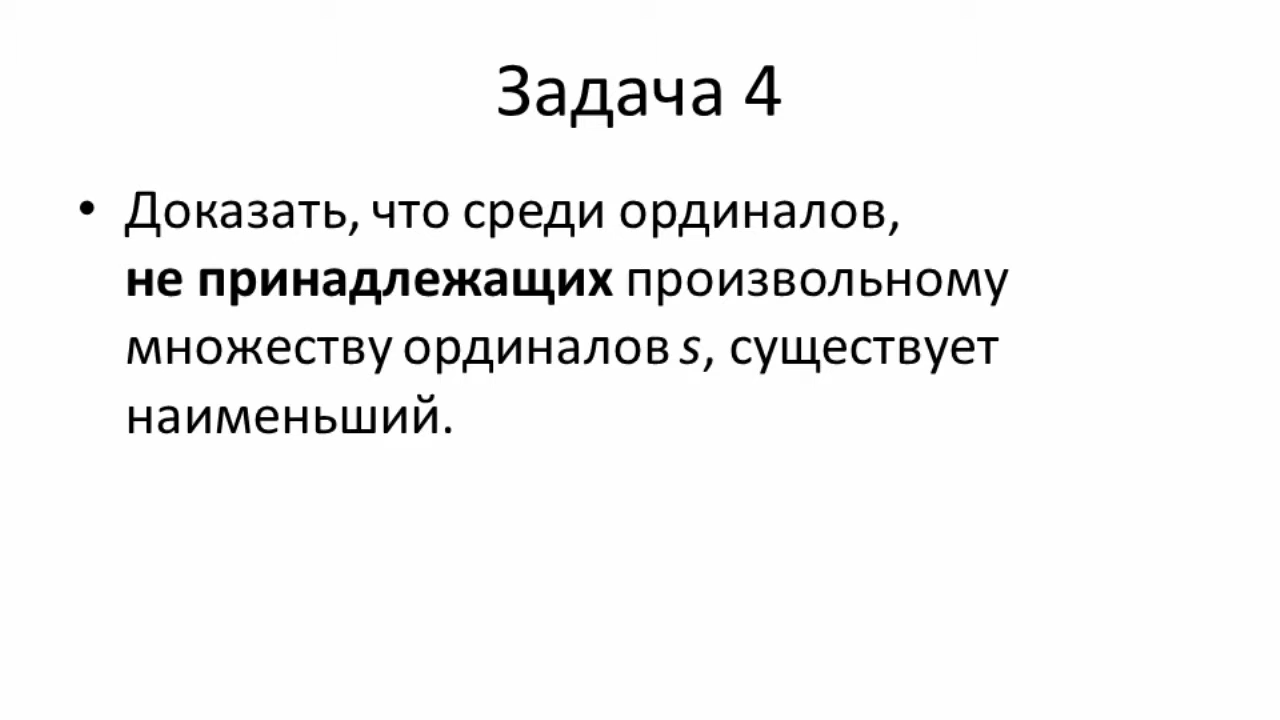 Задача 4
• Доказать, что среди ординалов,
не принадлежащих произвольному
множеству ординалов s, существует
наименьший.